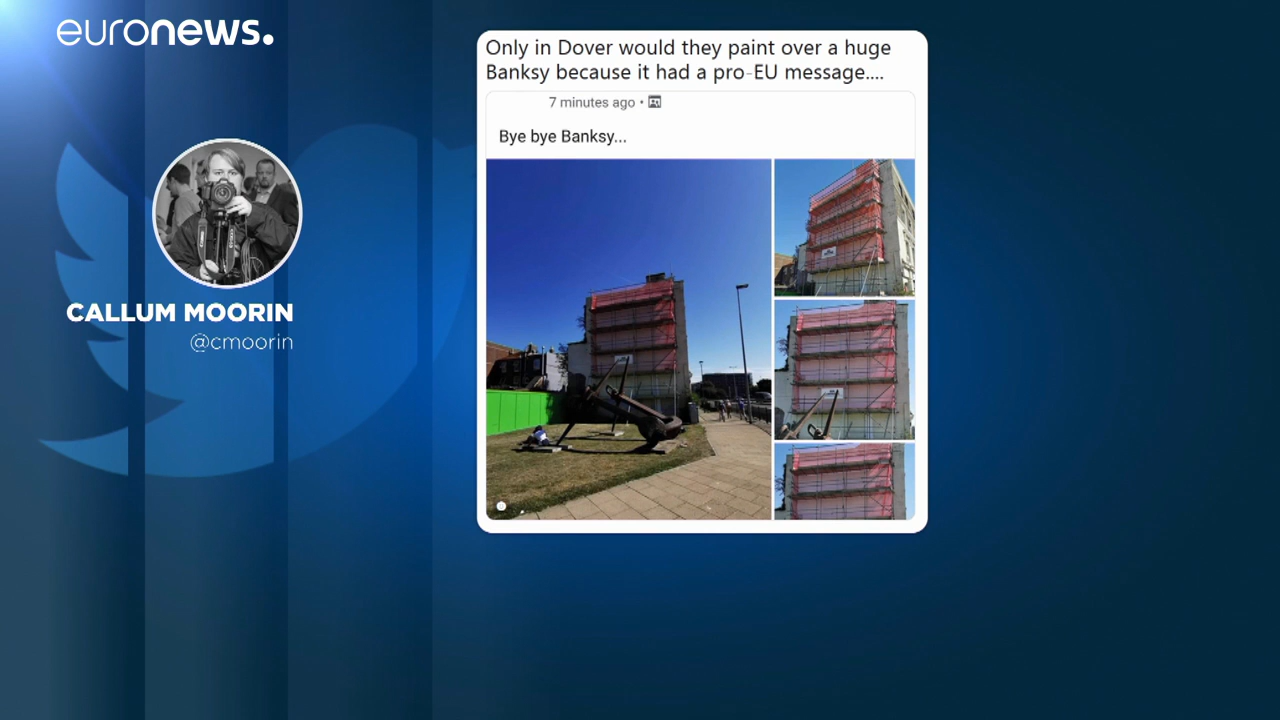 euronews.
Only in Dover would they paint over a huge
Banksy because it had a pro-EU message....
7 minutes ago •
Bye bye Banksy...
CALLUM MOORIN
@cmoorin